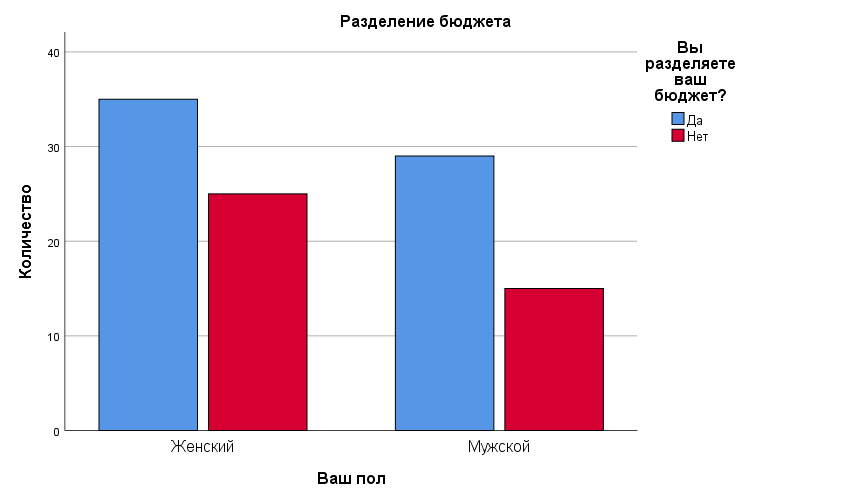 Разделение бюджета
Вы
разделяете
ваш
бюджет?
Да
Нет
40
30
20
10
0
Количество
Женский
Мужской
Ваш пол